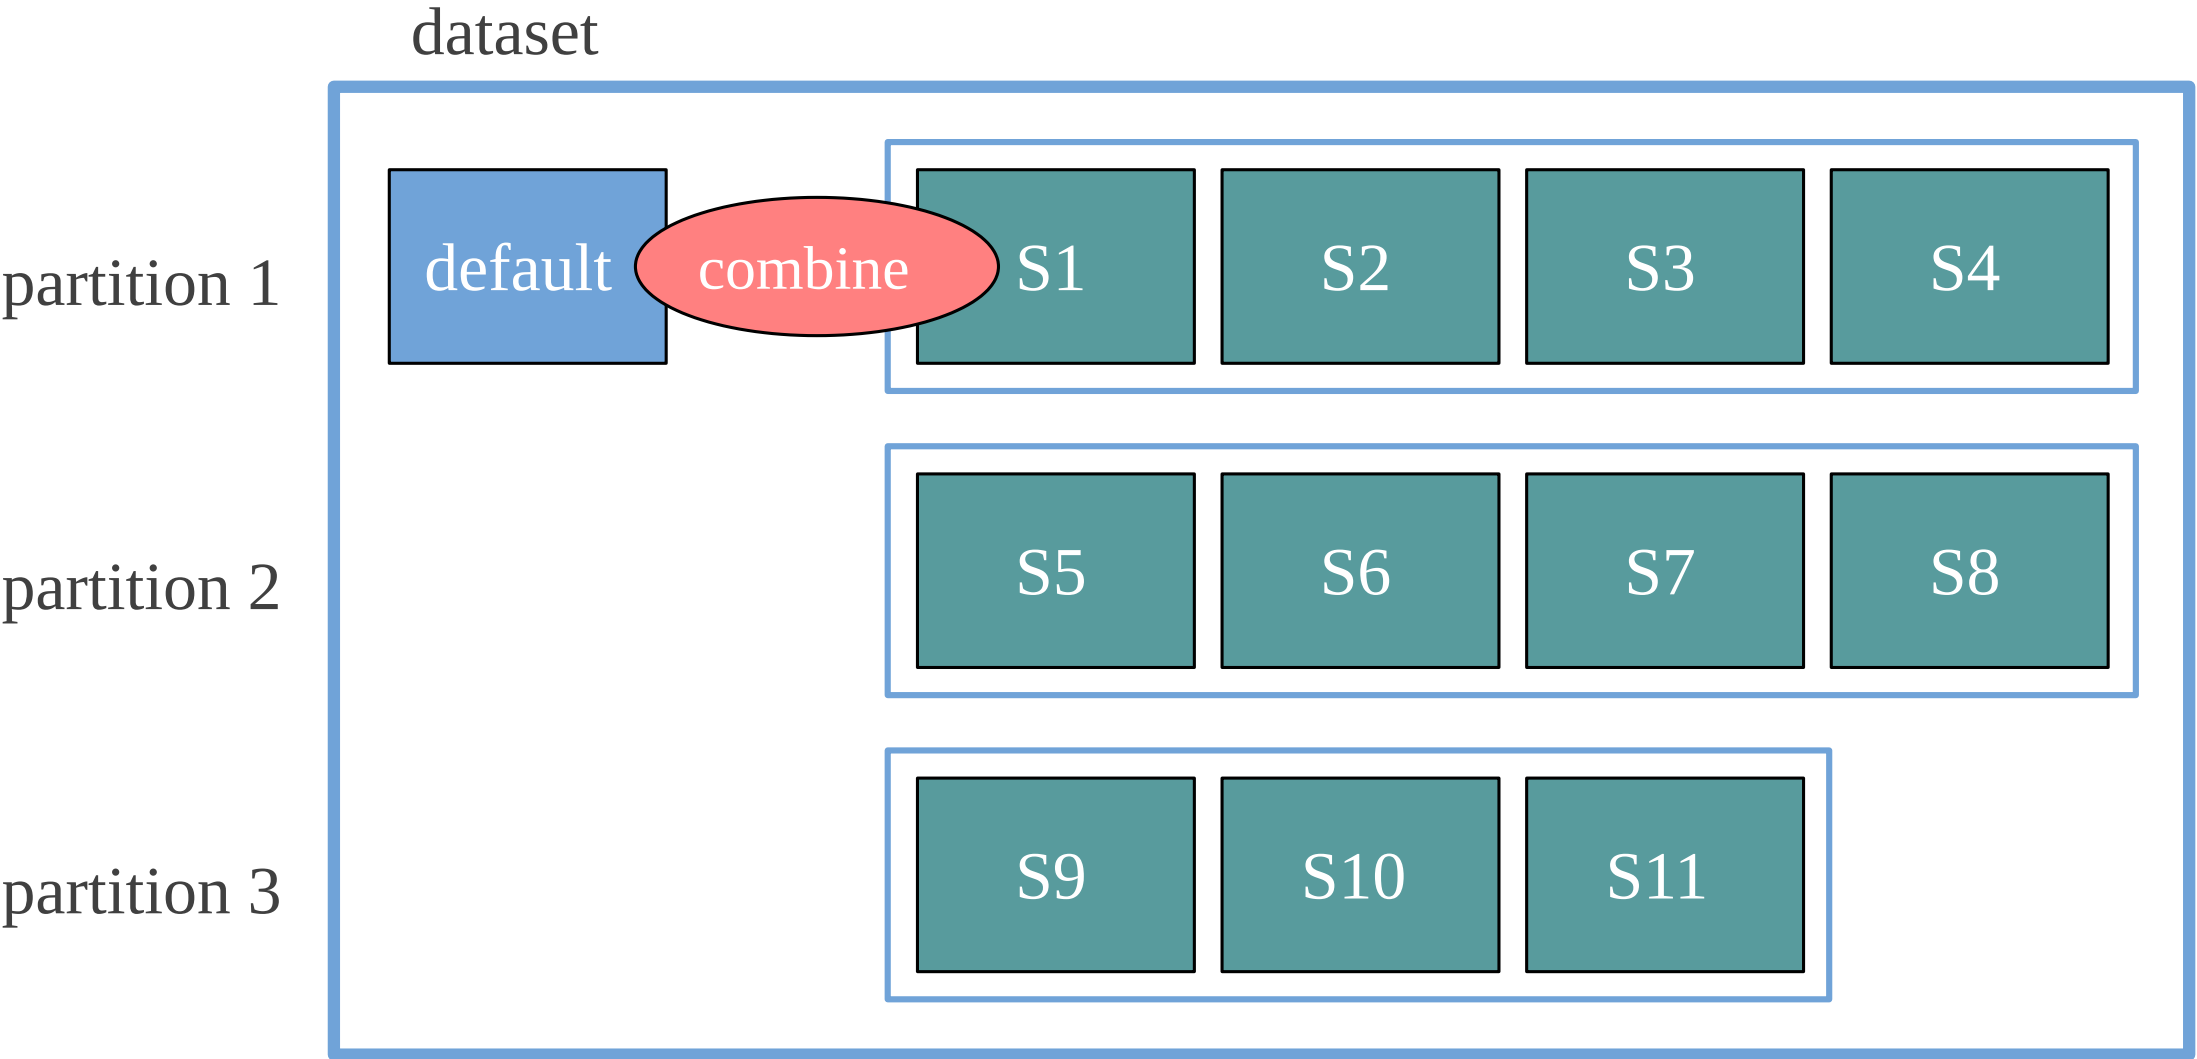 dataset
partition 1
default
combine
S1
S2
S3
S4
partition 2
S5
S6
S7
S8
partition 3
S9
S10
S11